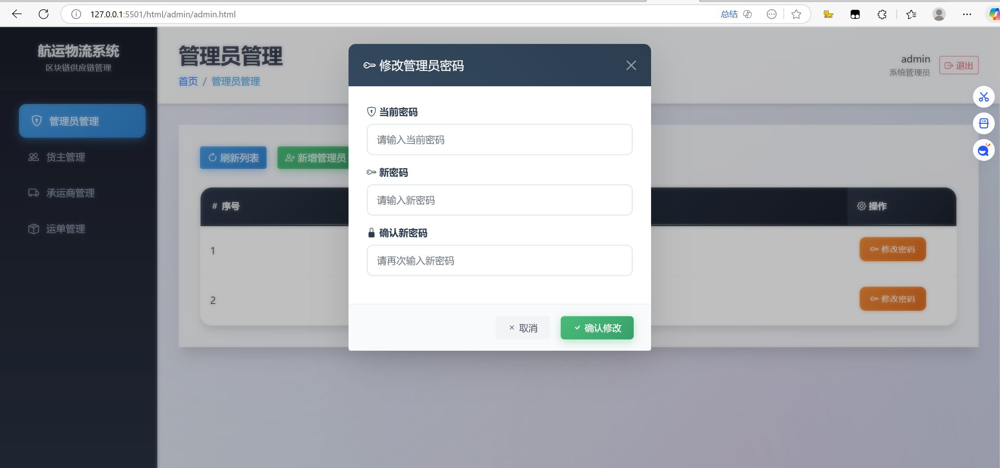 127.0.0.1:5501/html/admin/admin.html
总结
航运物流系统
区块链供应链管理
管理员管理
货主管理
承运商管理
运单管理
管理员管理
首页 / 管理员管理
admin
系统管理员
退出
刷新列表
新增管理员
# 序号
操作
1
修改密码
2
修改密码
修改管理员密码
当前密码
请输入当前密码
新密码
请输入新密码
确认新密码
请再次输入新密码
取消
确认修改